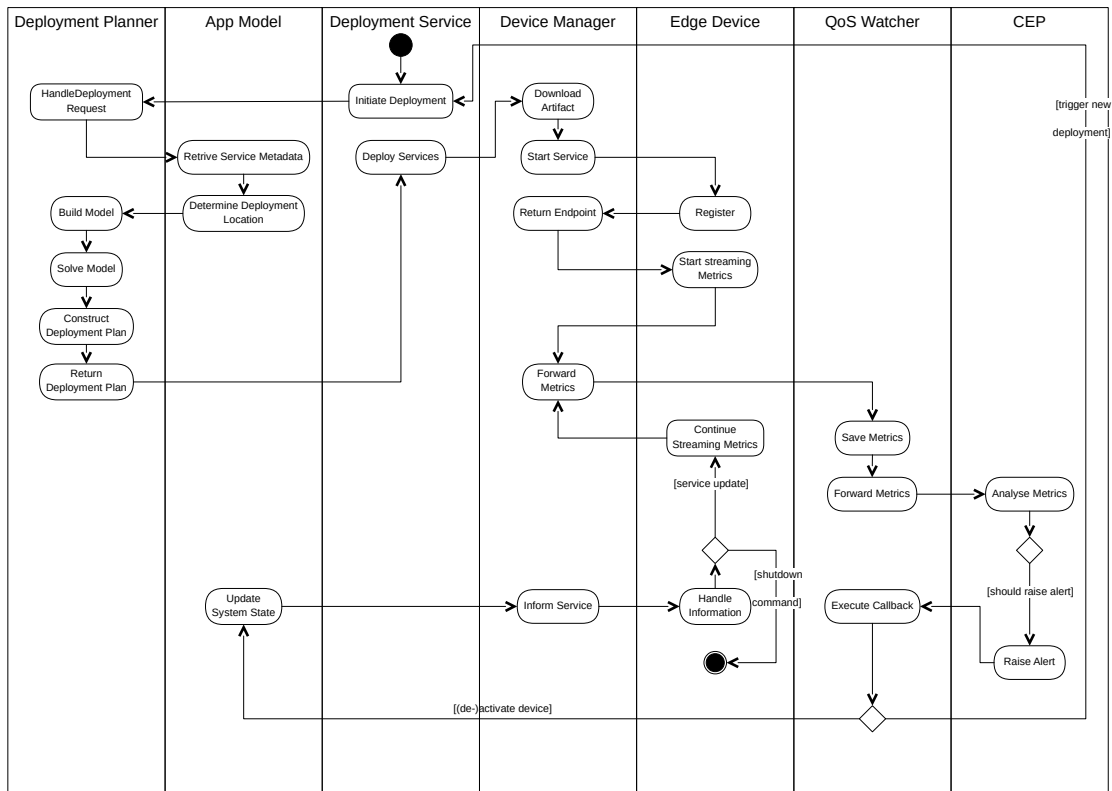 Deployment Planner
App Model
Deployment Service
Device Manager
Edge Device
QoS Watcher
CEP
HandleDeployment
Request
Initiate Deployment
Download
Artifact
[trigger new
deployment]
Retrive Service Metadata
Deploy Services
Start Service
Build Model
Determine Deployment
Location
Return Endpoint
Register
Solve Model
Start streaming
Metrics
Construct
Deployment Plan
Return
Deployment Plan
Forward
Metrics
Continue
Streaming Metrics
Save Metrics
[service update]
Forward Metrics
Analyse Metrics
[shutdown
command]
[should raise alert]
Update
System State
Inform Service
Handle
Information
Execute Callback
Raise Alert
[(de-)activate device]